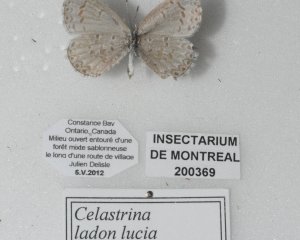 Constance Bay
Ontario, Canada
Milieu ouvert entouré d'une
forêt mixte sablonneuse
le long d'une route de village
Julien Delisle
5.V.2012
INSECTARIUM
DE MONTREAL
200369
Celastrina
ladon lucia